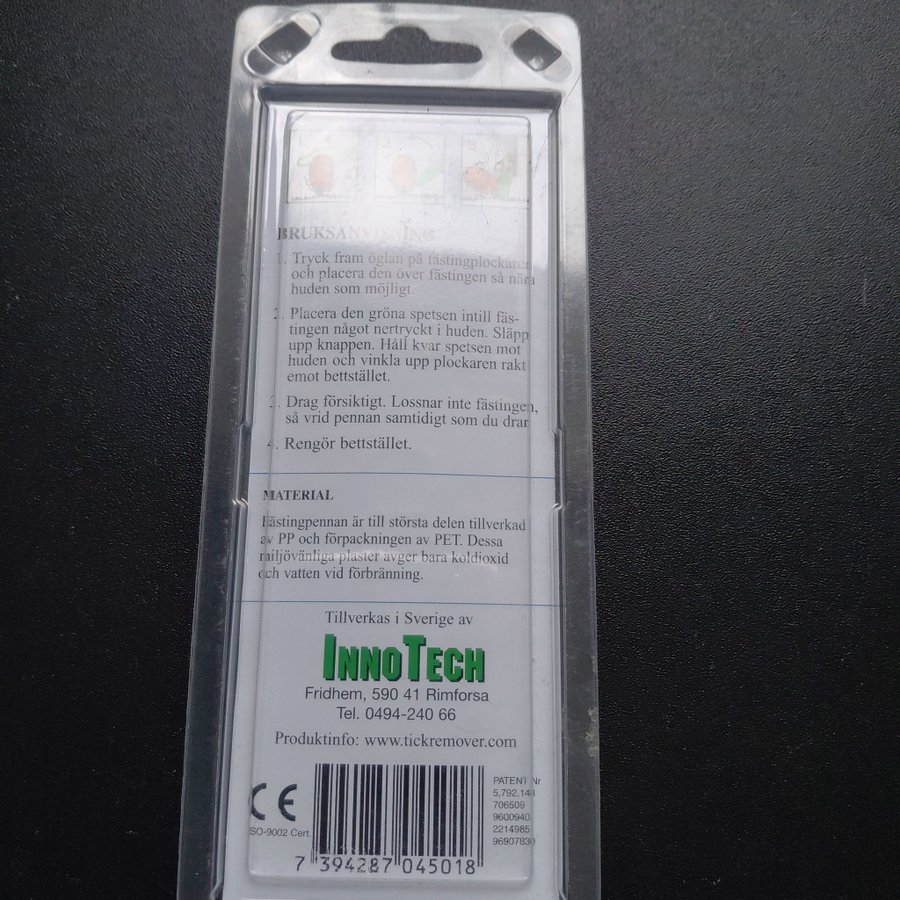 BRUKSANVISNING
1. Tryck fram öglan på fästingplockaren
och placera den över fästingen så nära
huden som möjligt.
2. Placera den gröna spetsen intill fäs-
tingen något nertryckt i huden. Släpp
upp knappen. Håll kvar spetsen mot
huden och vinkla upp plockaren rakt
emot bettstället.
3. Drag försiktigt. Lossnar inte fästingen,
så vrid pennan samtidigt som du drar
4. Rengör bettstället.
MATERIAL
Fästingpennan är till största delen tillverkad
av PP och förpackningen av PET. Dessa
miljövänliga plaster avger bara koldioxid
och vatten vid förbränning.
Tillverkas i Sverige av
INNOTECH
Fridhem, 590 41 Rimforsa
Tel. 0494-240 66
Produktinfo: www.tickremover.com
CE
ISO-9002 Cert.
PATENT Nr
5,792,148
706509
9600940
2214985
96907830
7 394287 045018